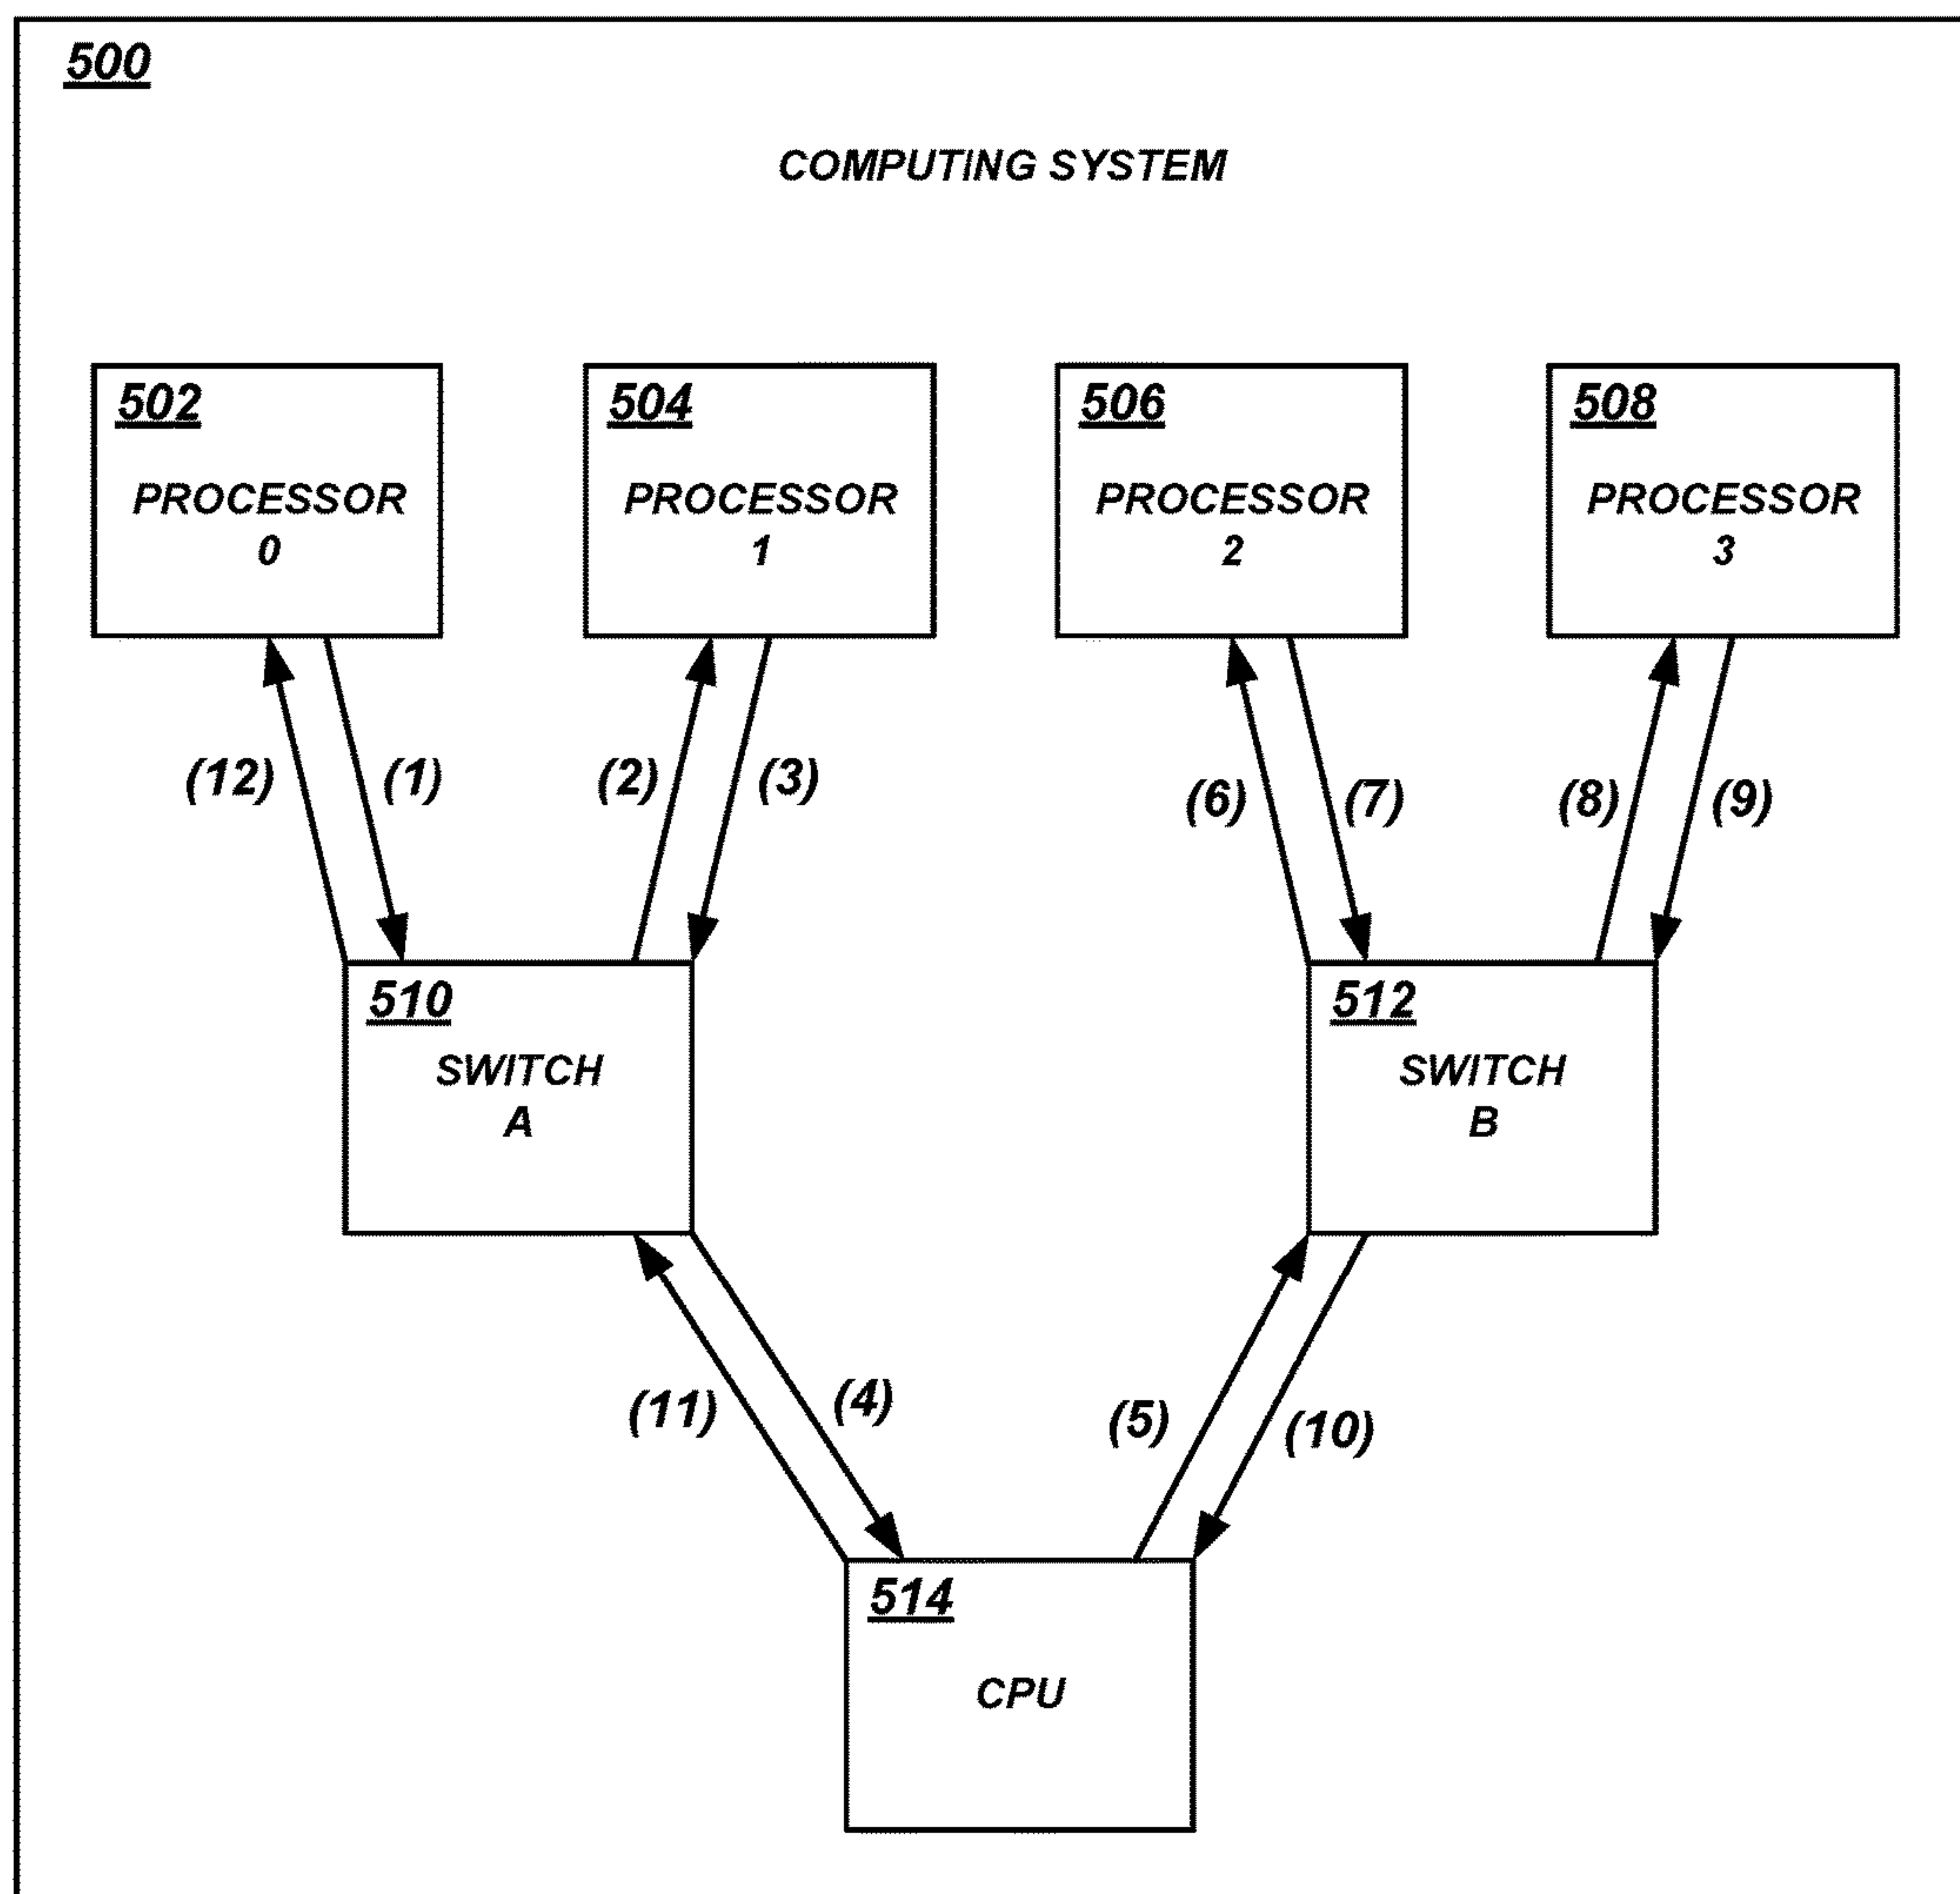 500
COMPUTING SYSTEM
502
PROCESSOR
0
504
PROCESSOR
1
506
PROCESSOR
2
508
PROCESSOR
3
(12)
(1)
(2)
(3)
(6)
(7)
(8)
(9)
510
SWITCH
A
512
SWITCH
B
(11)
(4)
(5)
(10)
514
CPU